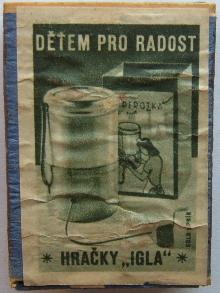 DĚTEM PRO RADOST
* HRAČKY „IGLA" *